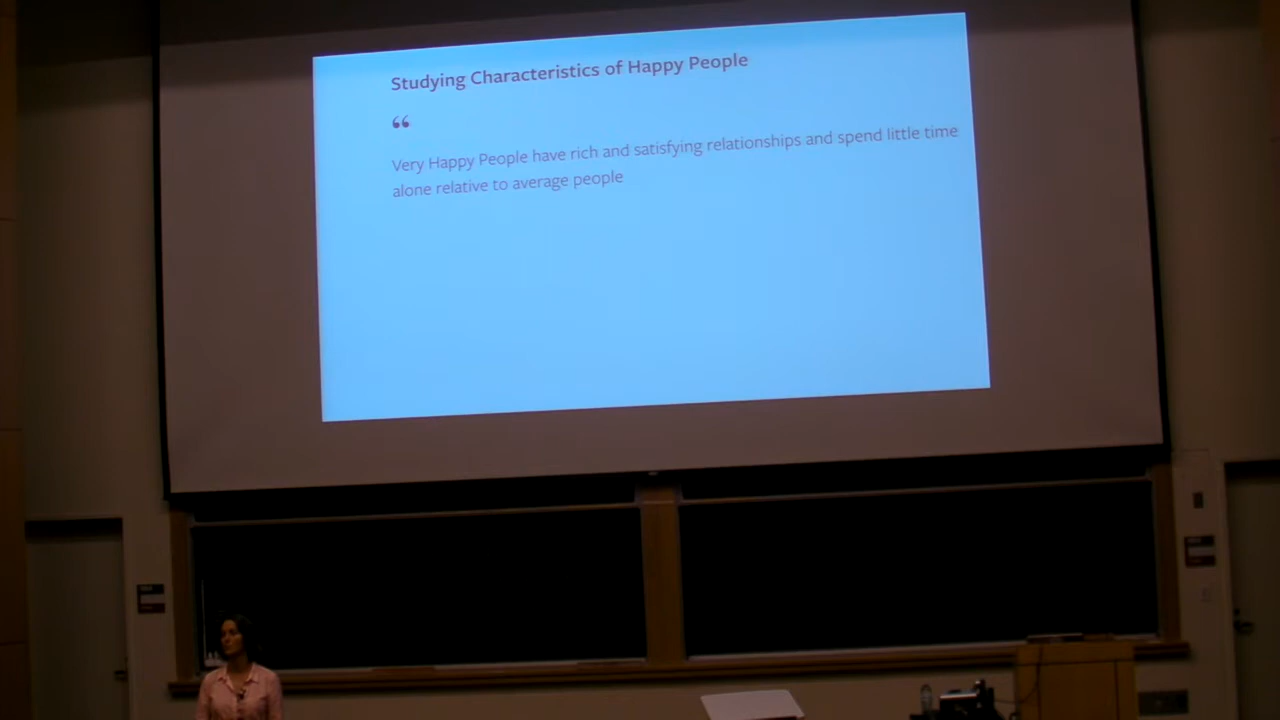 Studying Characteristics of Happy People
“
Very Happy People have rich and satisfying relationships and spend little time
alone relative to average people